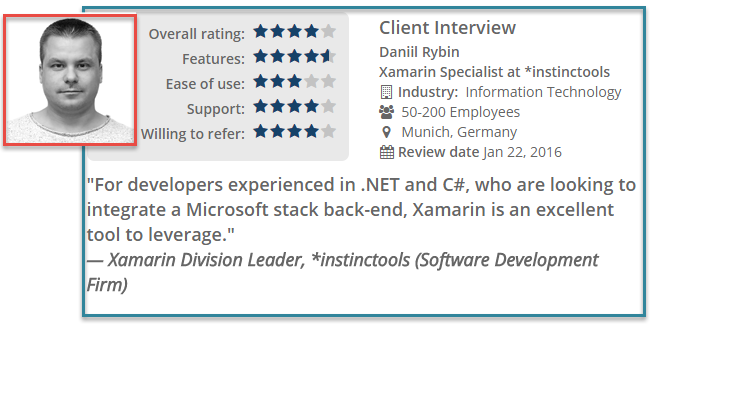 Overall rating:
Features:
Ease of use:
Support:
Willing to refer:
Client Interview
Daniil Rybin
Xamarin Specialist at *instinctools
Industry: Information Technology
50-200 Employees
Munich, Germany
Review date Jan 22, 2016
"For developers experienced in .NET and C#, who are looking to
integrate a Microsoft stack back-end, Xamarin is an excellent
tool to leverage."
— Xamarin Division Leader, *instinctools (Software Development
Firm)